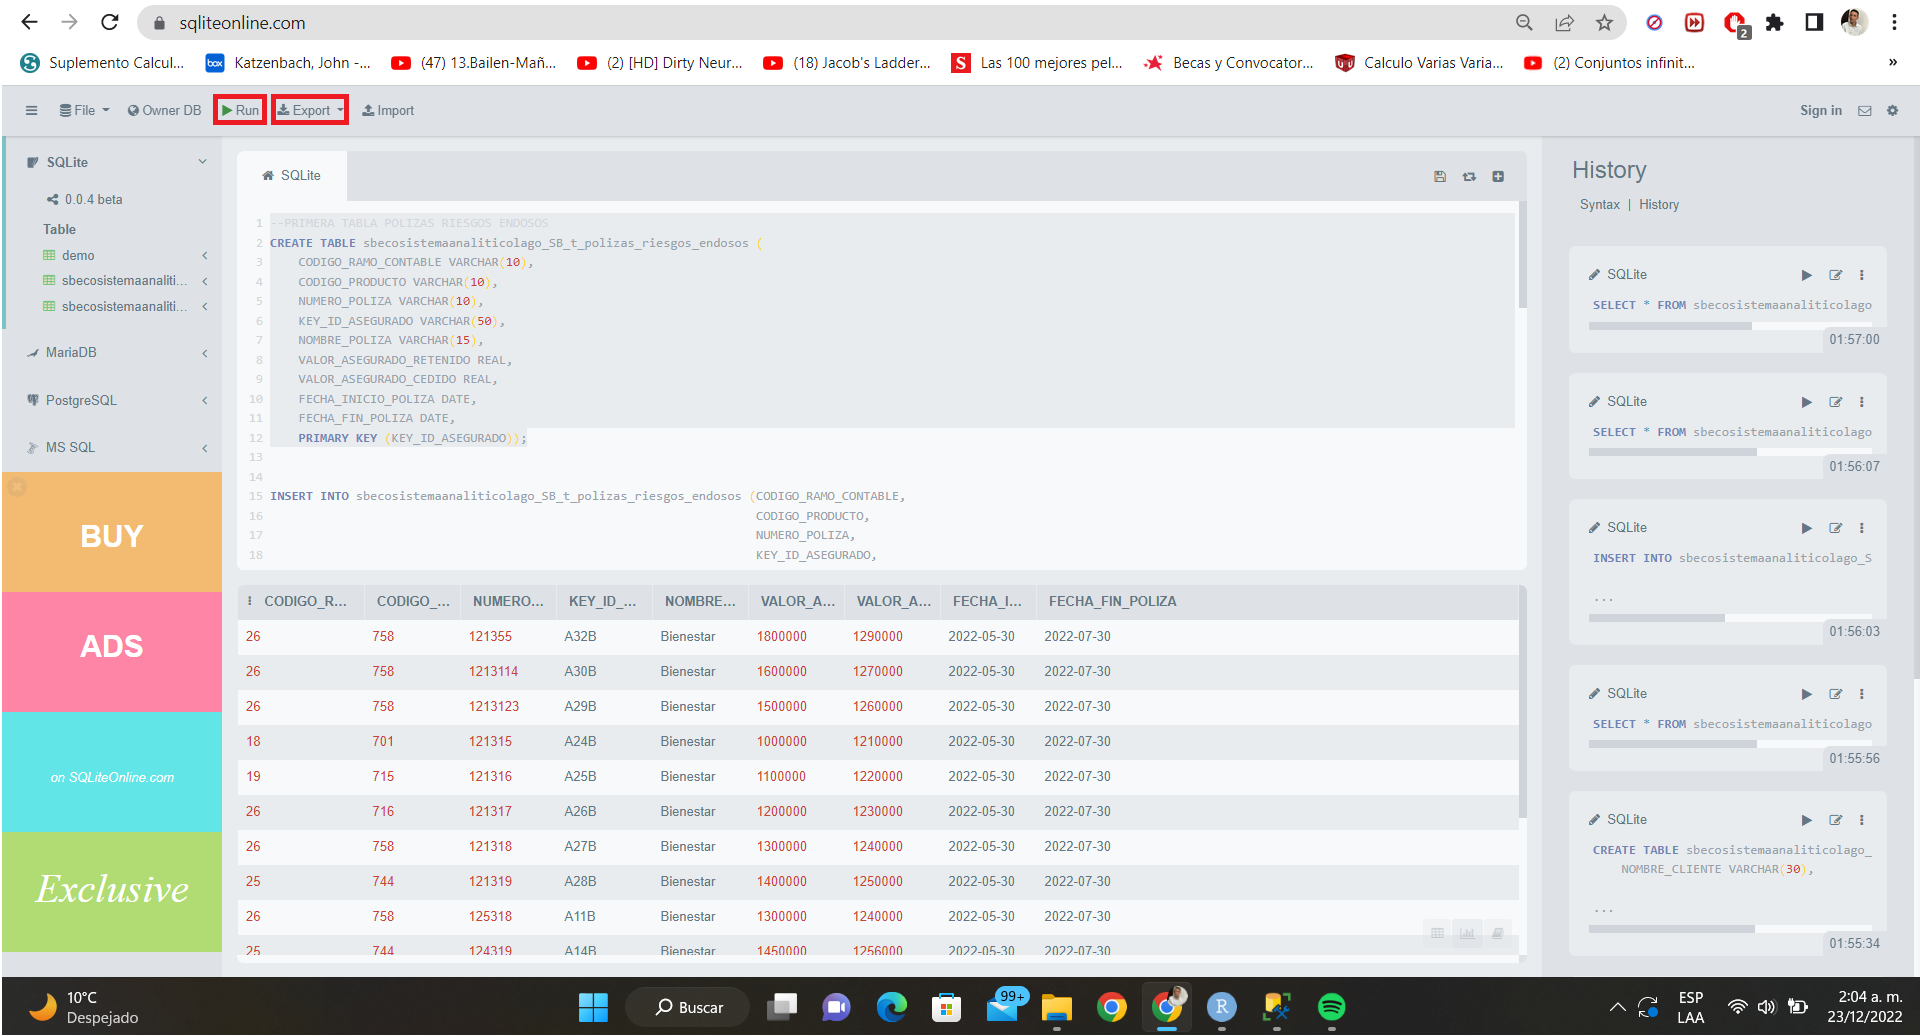 sqliteonline.com
2
Suplemento Calcul...
box
Katzenbach, John -...
(47) 13.Bailen-Mañ...
(2) [HD] Dirty Neur...
(18) Jacob's Ladder...
S
Las 100 mejores pel...
Becas y Convocator...
Calculo Varias Varia...
(2) Conjuntos infinit...
»
File
Owner DB
Run
Export
Import
Sign in
SQLite
0.0.4 beta
Table
demo
sbecosistemaanaliti...
sbecosistemaanaliti...
MariaDB
PostgreSQL
MS SQL
BUY
ADS
on SQLiteOnline.com
Exclusive
SQLite
1 --PRIMERA TABLA POLIZAS RIESGOS ENDOSOS
2 CREATE TABLE sbecosistemaanaliticolago_SB_t_polizas_riesgos_endosos (
3 CODIGO_RAMO_CONTABLE VARCHAR(10),
4 CODIGO_PRODUCTO VARCHAR(10),
5 NUMERO_POLIZA VARCHAR(10),
6 KEY_ID_ASEGURADO VARCHAR(50),
7 NOMBRE_POLIZA VARCHAR(15),
8 VALOR_ASEGURADO_RETENIDO REAL,
9 VALOR_ASEGURADO_CEDIDO REAL,
10 FECHA_INICIO_POLIZA DATE,
11 FECHA_FIN_POLIZA DATE,
12 PRIMARY KEY (KEY_ID_ASEGURADO));
13
14
15 INSERT INTO sbecosistemaanaliticolago_SB_t_polizas_riesgos_endosos (CODIGO_RAMO_CONTABLE,
16 CODIGO_PRODUCTO,
17 NUMERO_POLIZA,
18 KEY_ID_ASEGURADO,
CODIGO_R... CODIGO_... NUMERO... KEY_ID_... NOMBRE... VALOR_A... VALOR_A... FECHA_I... FECHA_FIN_POLIZA
26 758 121355 A32B Bienestar 1800000 1290000 2022-05-30 2022-07-30
26 758 1213114 A30B Bienestar 1600000 1270000 2022-05-30 2022-07-30
26 758 1213123 A29B Bienestar 1500000 1260000 2022-05-30 2022-07-30
18 701 121315 A24B Bienestar 1000000 1210000 2022-05-30 2022-07-30
19 715 121316 A25B Bienestar 1100000 1220000 2022-05-30 2022-07-30
26 716 121317 A26B Bienestar 1200000 1230000 2022-05-30 2022-07-30
26 758 121318 A27B Bienestar 1300000 1240000 2022-05-30 2022-07-30
25 744 121319 A28B Bienestar 1400000 1250000 2022-05-30 2022-07-30
26 758 125318 A11B Bienestar 1300000 1240000 2022-05-30 2022-07-30
25 744 124319 A14B Bienestar 1450000 1256000 2022-05-30 2022-07-30
History
Syntax | History
SQLite
SELECT * FROM sbecosistemaanaliticolago
01:57:00
SQLite
SELECT * FROM sbecosistemaanaliticolago
01:56:07
SQLite
INSERT INTO sbecosistemaanaliticolago_S
...
01:56:03
SQLite
SELECT * FROM sbecosistemaanaliticolago
01:55:56
SQLite
CREATE TABLE sbecosistemaanaliticolago_
NOMBRE_CLIENTE VARCHAR(30),
...
01:55:34
10°C
Despejado
Buscar
99+
R
ESP
LAA
2:04 a. m.
23/12/2022